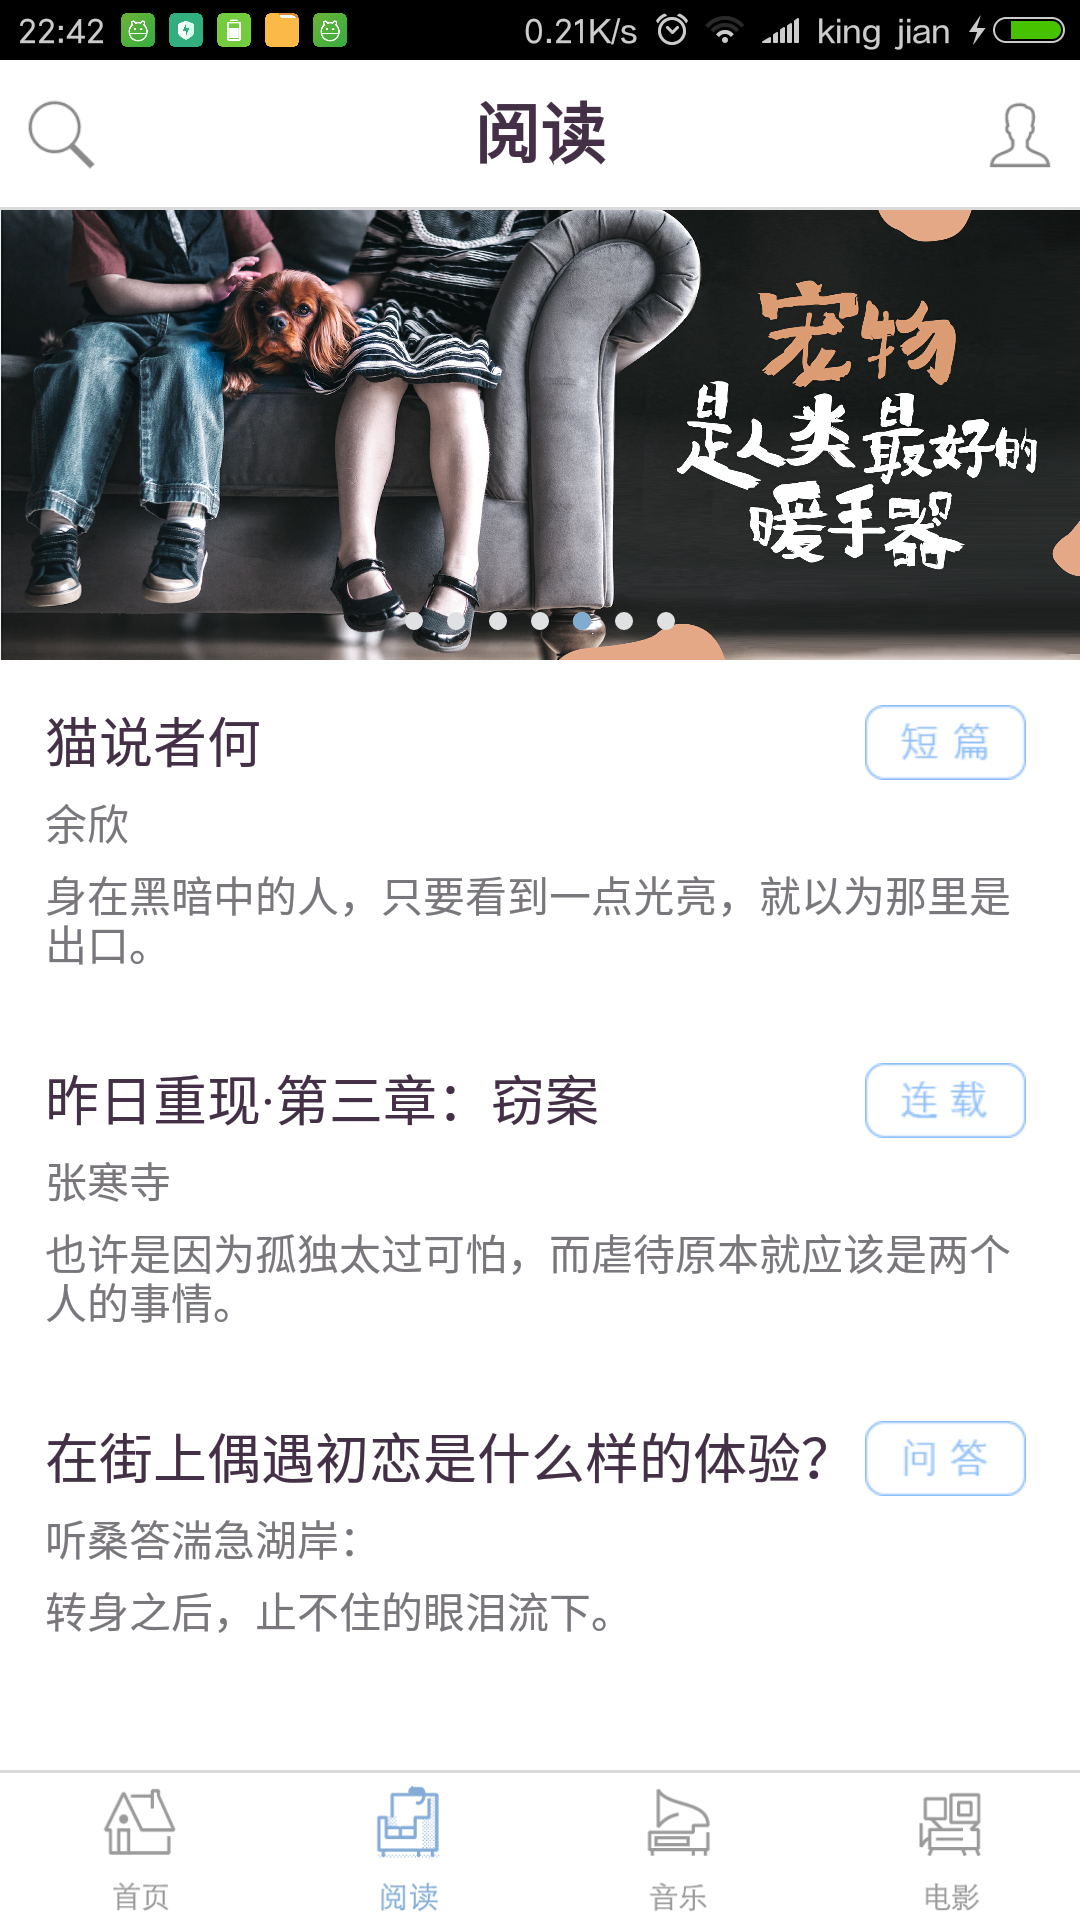 22:42 0.21K/s king jian
阅读
宠物
是人类最好的
暖手器
猫说者何
短篇
余欣
身在黑暗中的人，只要看到一点光亮，就以为那里是
出口。
昨日重现·第三章：窃案
连载
张寒寺
也许是因为孤独太过可怕，而虐待原本就应该是两个
人的事情。
在街上偶遇初恋是什么样的体验？
问答
听桑答湍急湖岸：
转身之后，止不住的眼泪流下。
首页 阅读 音乐 电影